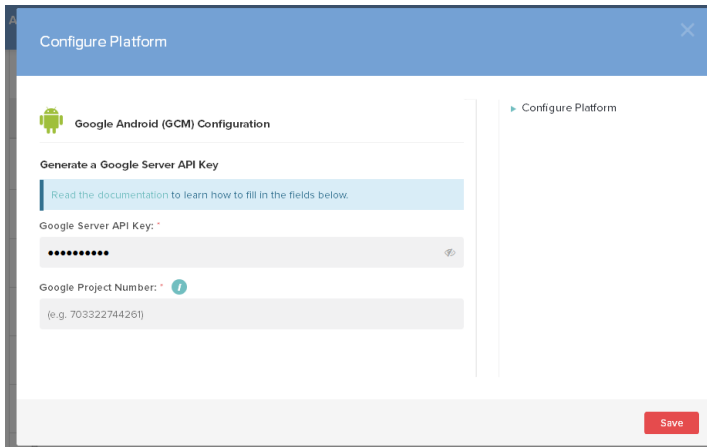 A
Configure Platform
Google Android (GCM) Configuration
Configure Platform
Generate a Google Server API Key
Read the documentation to learn how to fill in the fields below.
Google Server API Key: *
••••••••••
Google Project Number: * i
(e.g. 703322744261)
Save